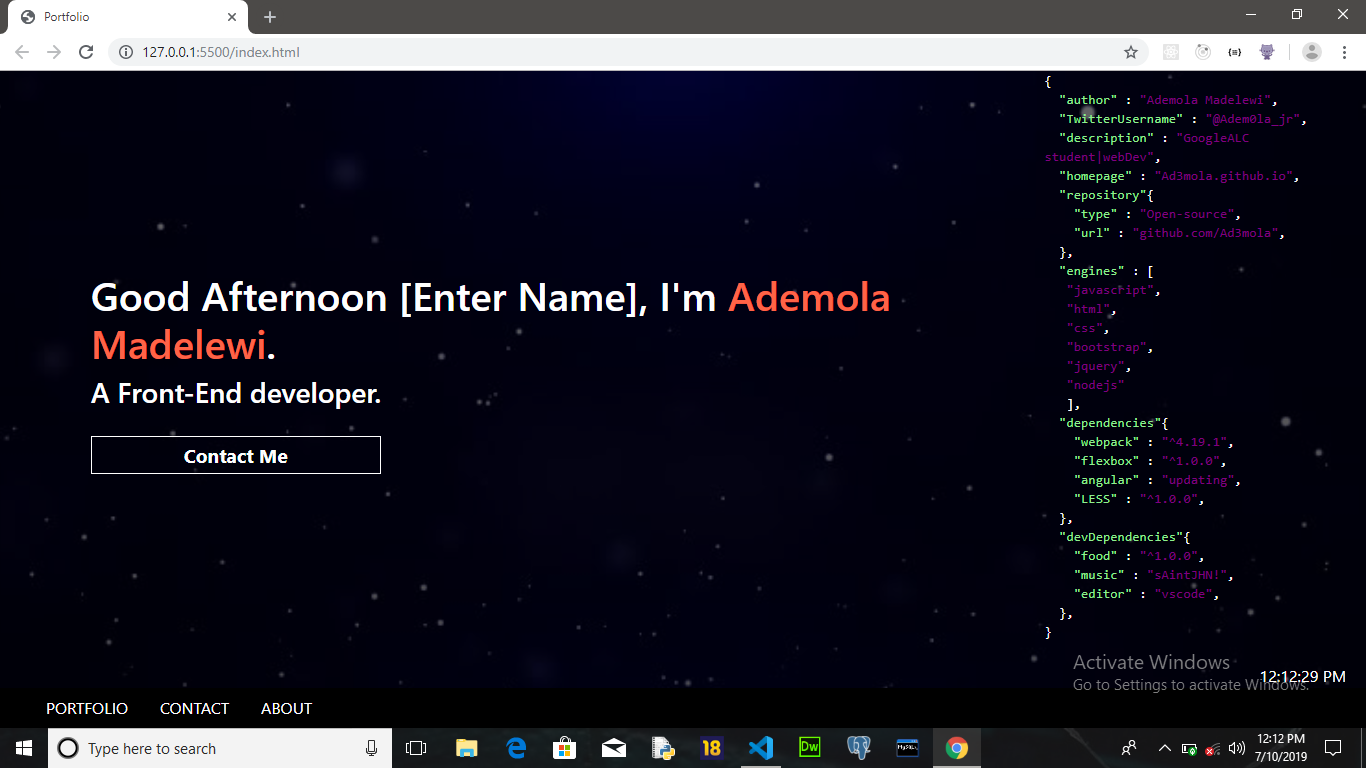 Portfolio
127.0.0.1:5500/index.html
Good Afternoon [Enter Name], I'm Ademola
Madelewi.
A Front-End developer.
Contact Me
{
"author" : "Ademola Madelewi",
"TwitterUsername" : "@Adem0la_jr",
"description" : "GoogleALC
student|webDev",
"homepage" : "Ad3mola.github.io",
"repository"{
"type" : "Open-source",
"url" : "github.com/Ad3mola",
},
"engines" : [
"javascript",
"html",
"css",
"bootstrap",
"jquery",
"nodejs"
],
"dependencies"{
"webpack" : "^4.19.1",
"flexbox" : "^1.0.0",
"angular" : "updating",
"LESS" : "^1.0.0",
},
"devDependencies"{
"food" : "^1.0.0",
"music" : "sAintJHN!",
"editor" : "vscode",
},
}
Activate Windows
Go to Settings to activate Windows.
12:12:29 PM
PORTFOLIO CONTACT ABOUT
Type here to search
18
Dw
MySQL
12:12 PM
7/10/2019